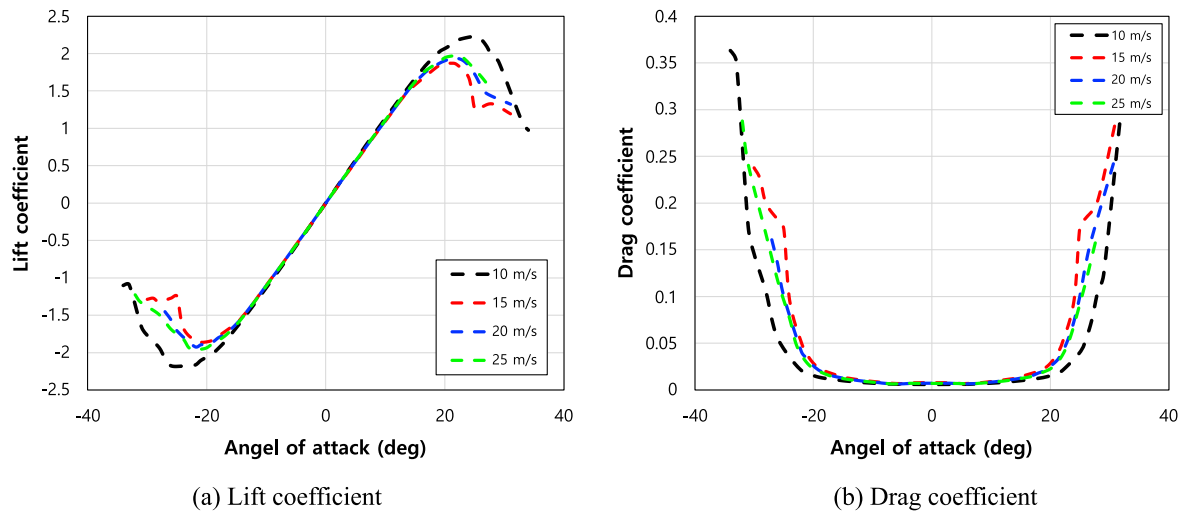 2.5
2
1.5
1
0.5
0
-0.5
-1
-1.5
-2
-2.5
-40
-20
0
20
40
Lift coefficient
Angel of attack (deg)
10 m/s
15 m/s
20 m/s
25 m/s
(a) Lift coefficient
0.4
0.35
0.3
0.25
0.2
0.15
0.1
0.05
0
-40
-20
0
20
40
Drag coefficient
Angel of attack (deg)
10 m/s
15 m/s
20 m/s
25 m/s
(b) Drag coefficient